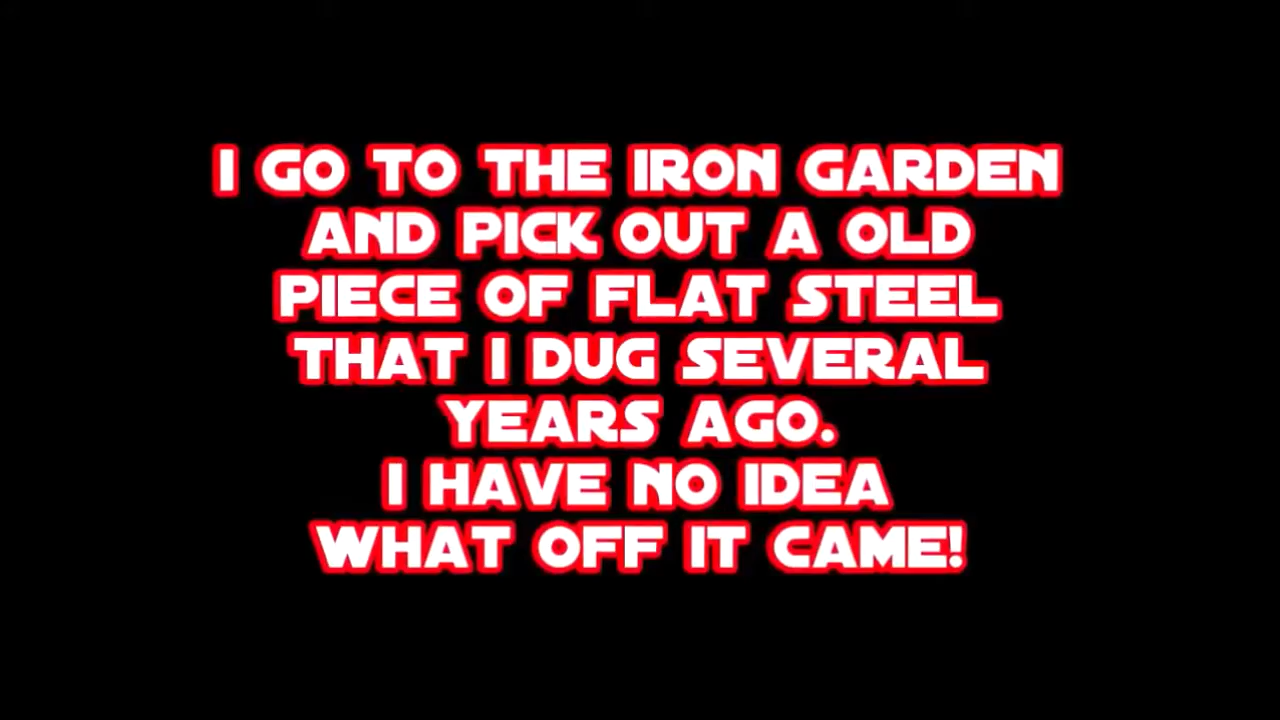 I GO TO THE IRON GARDEN
AND PICK OUT A OLD
PIECE OF FLAT STEEL
THAT I DUG SEVERAL
YEARS AGO.
I HAVE NO IDEA
WHAT OFF IT CAME!